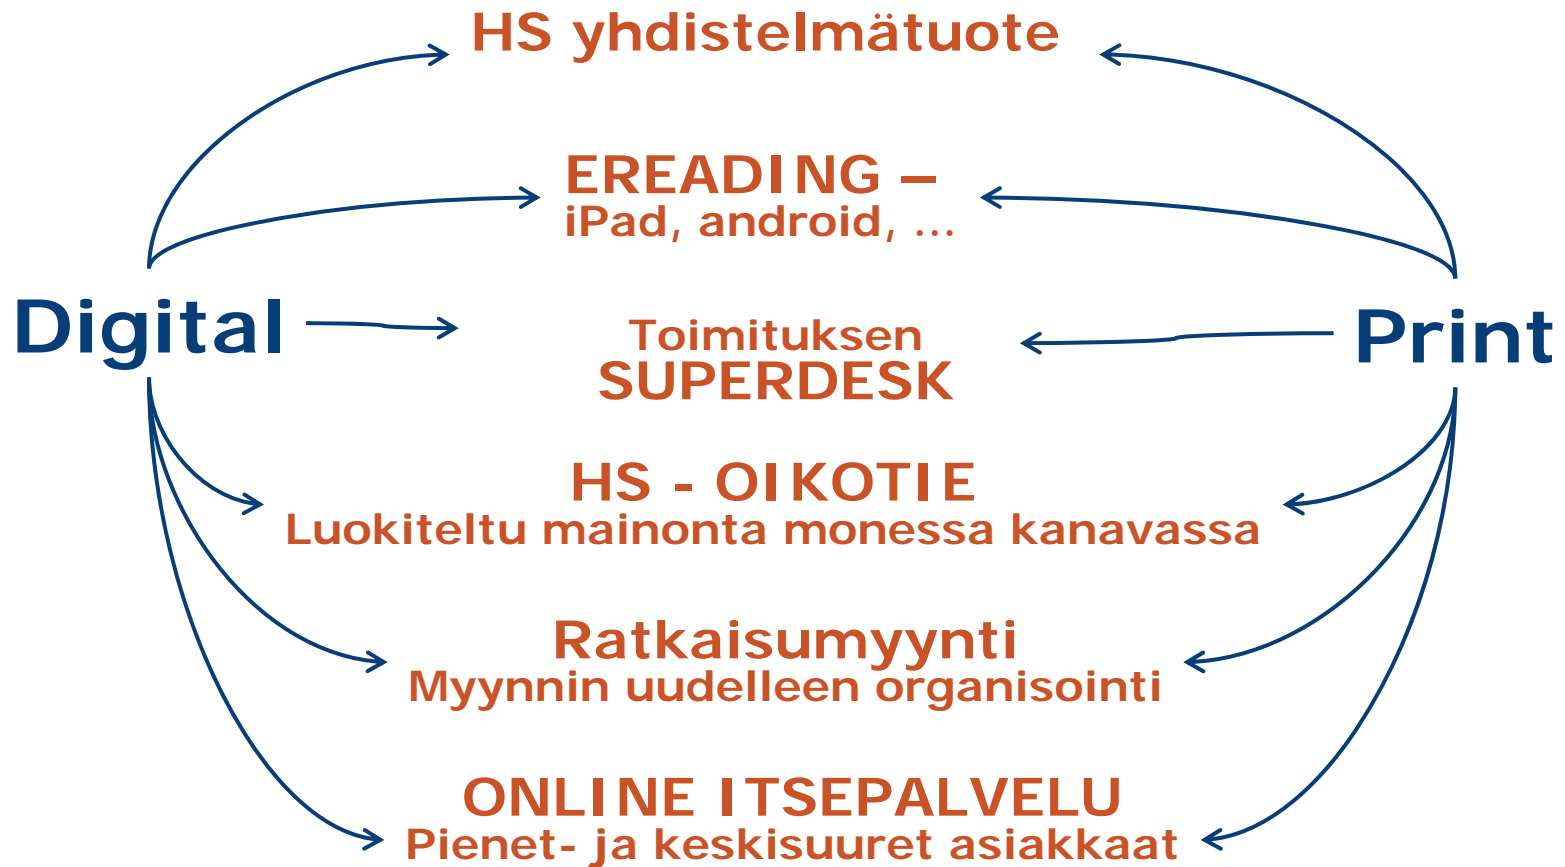 HS yhdistelmätuote
EREADING –
iPad, android, ...
Digital
Toimituksen
SUPERDESK
Print
HS - OIKOTIE
Luokiteltu mainonta monessa kanavassa
Ratkaisumyynti
Myynnin uudelleen organisointi
ONLINE ITSEPALVELU
Pienet- ja keskisuuret asiakkaat